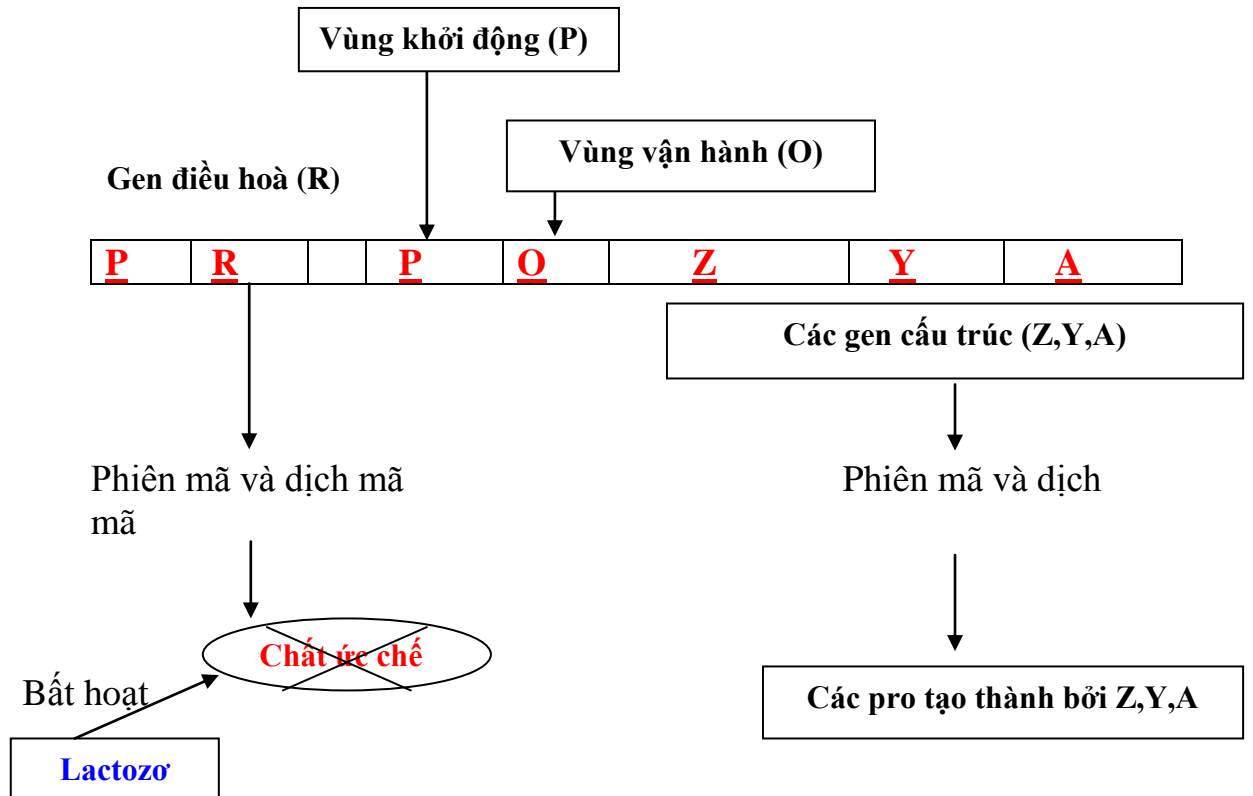 Vùng khởi động (P)
Vùng vận hành (O)
Gen điều hoà (R)
P R P O Z Y A
Các gen cấu trúc (Z,Y,A)
Phiên mã và dịch mã
mã
Phiên mã và dịch
Chất ức chế
Bất hoạt
Các pro tạo thành bởi Z,Y,A
Lactozơ